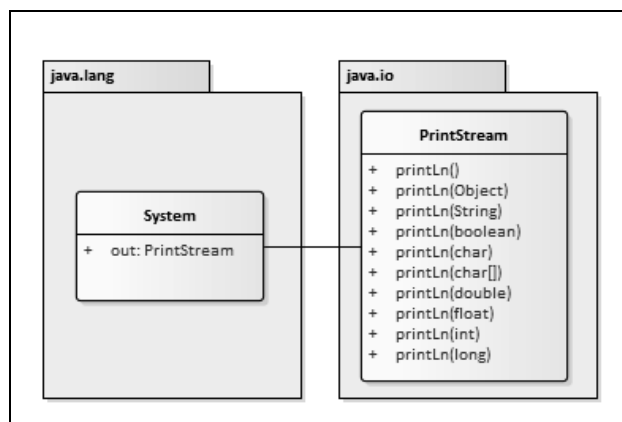 java.lang
System
+ out: PrintStream
java.io
PrintStream
+ printLn()
+ printLn(Object)
+ printLn(String)
+ printLn(boolean)
+ printLn(char)
+ printLn(char[])
+ printLn(double)
+ printLn(float)
+ printLn(int)
+ printLn(long)